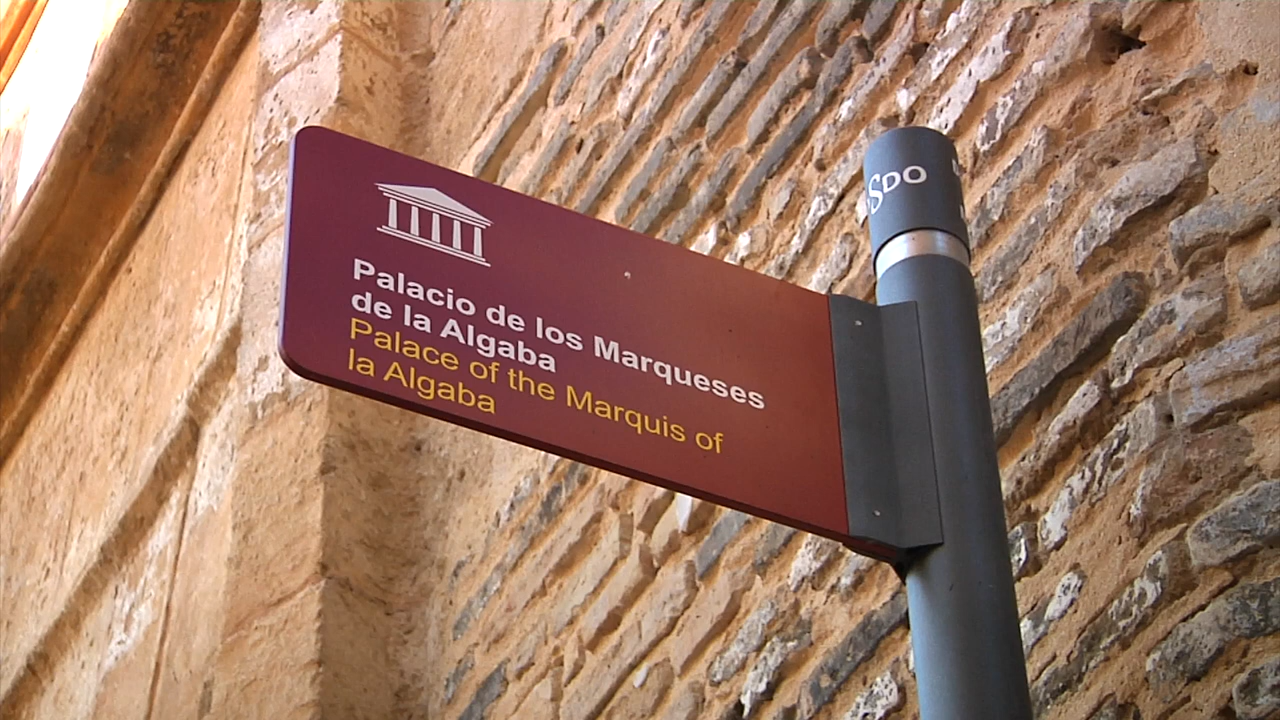 SDO
Palacio de los Marqueses
de la Algaba
Palace of the Marquis of
la Algaba